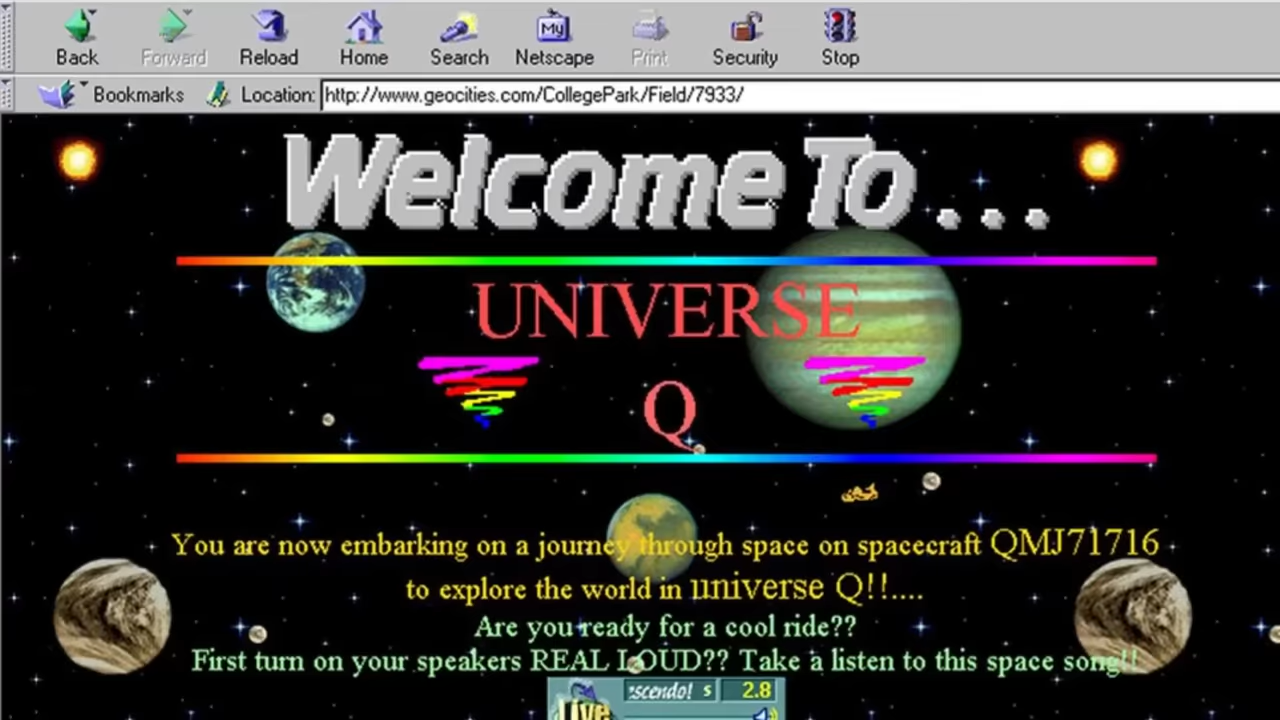 Back Forward Reload Home Search Netscape Print Security Stop
My
Bookmarks Location: http://www.geocities.com/CollegePark/Field/7933/
Welcome To . . .
UNIVERSE
Q
You are now embarking on a journey through space on spacecraft QMJ71716
to explore the world in universe Q!!....
Are you ready for a cool ride??
First turn on your speakers REAL LOUD?? Take a listen to this space song!!
scendo! s 2.8
Live